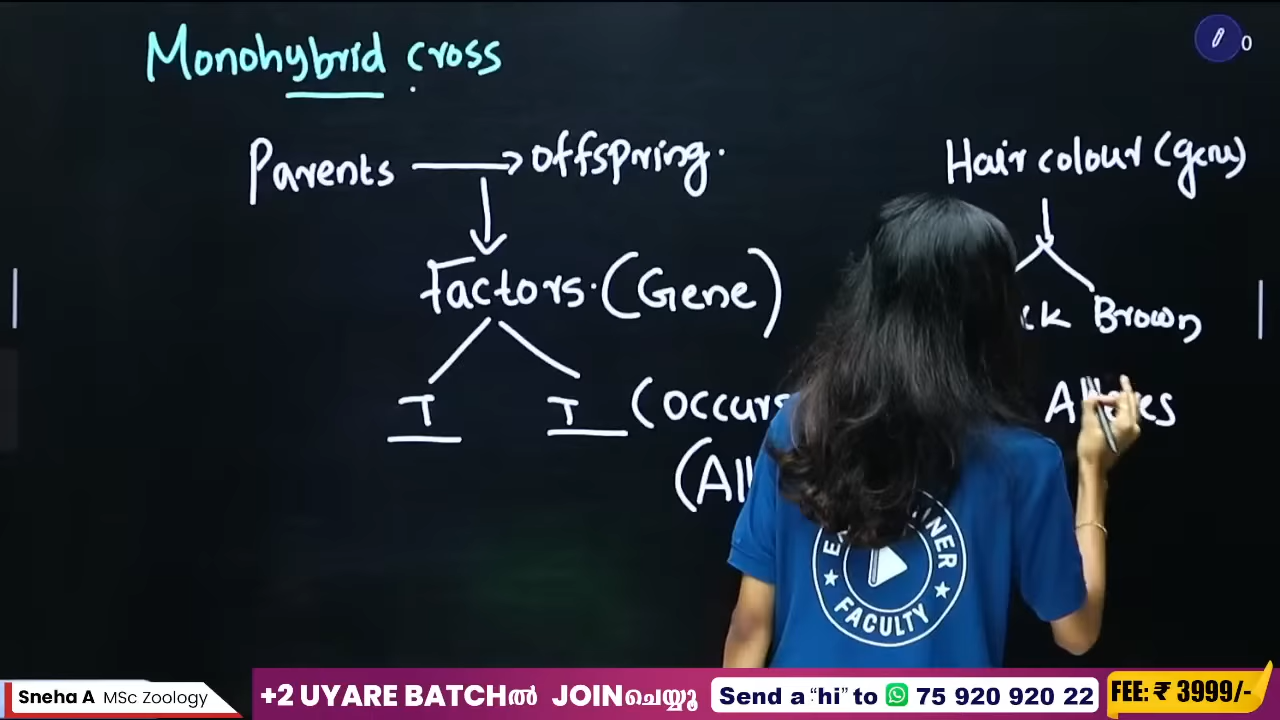 Monohybrid cross
Parents → Offspring.
Hair colour (gene)
Factors. (Gene)
Brown
T T (occurs
Alleles
FACULTY
Sneha A MSc Zoology
+2 UYARE BATCHൽ JOINചെയ്യൂ
Send a “hi” to 75 920 920 22
FEE: ₹ 3999/-